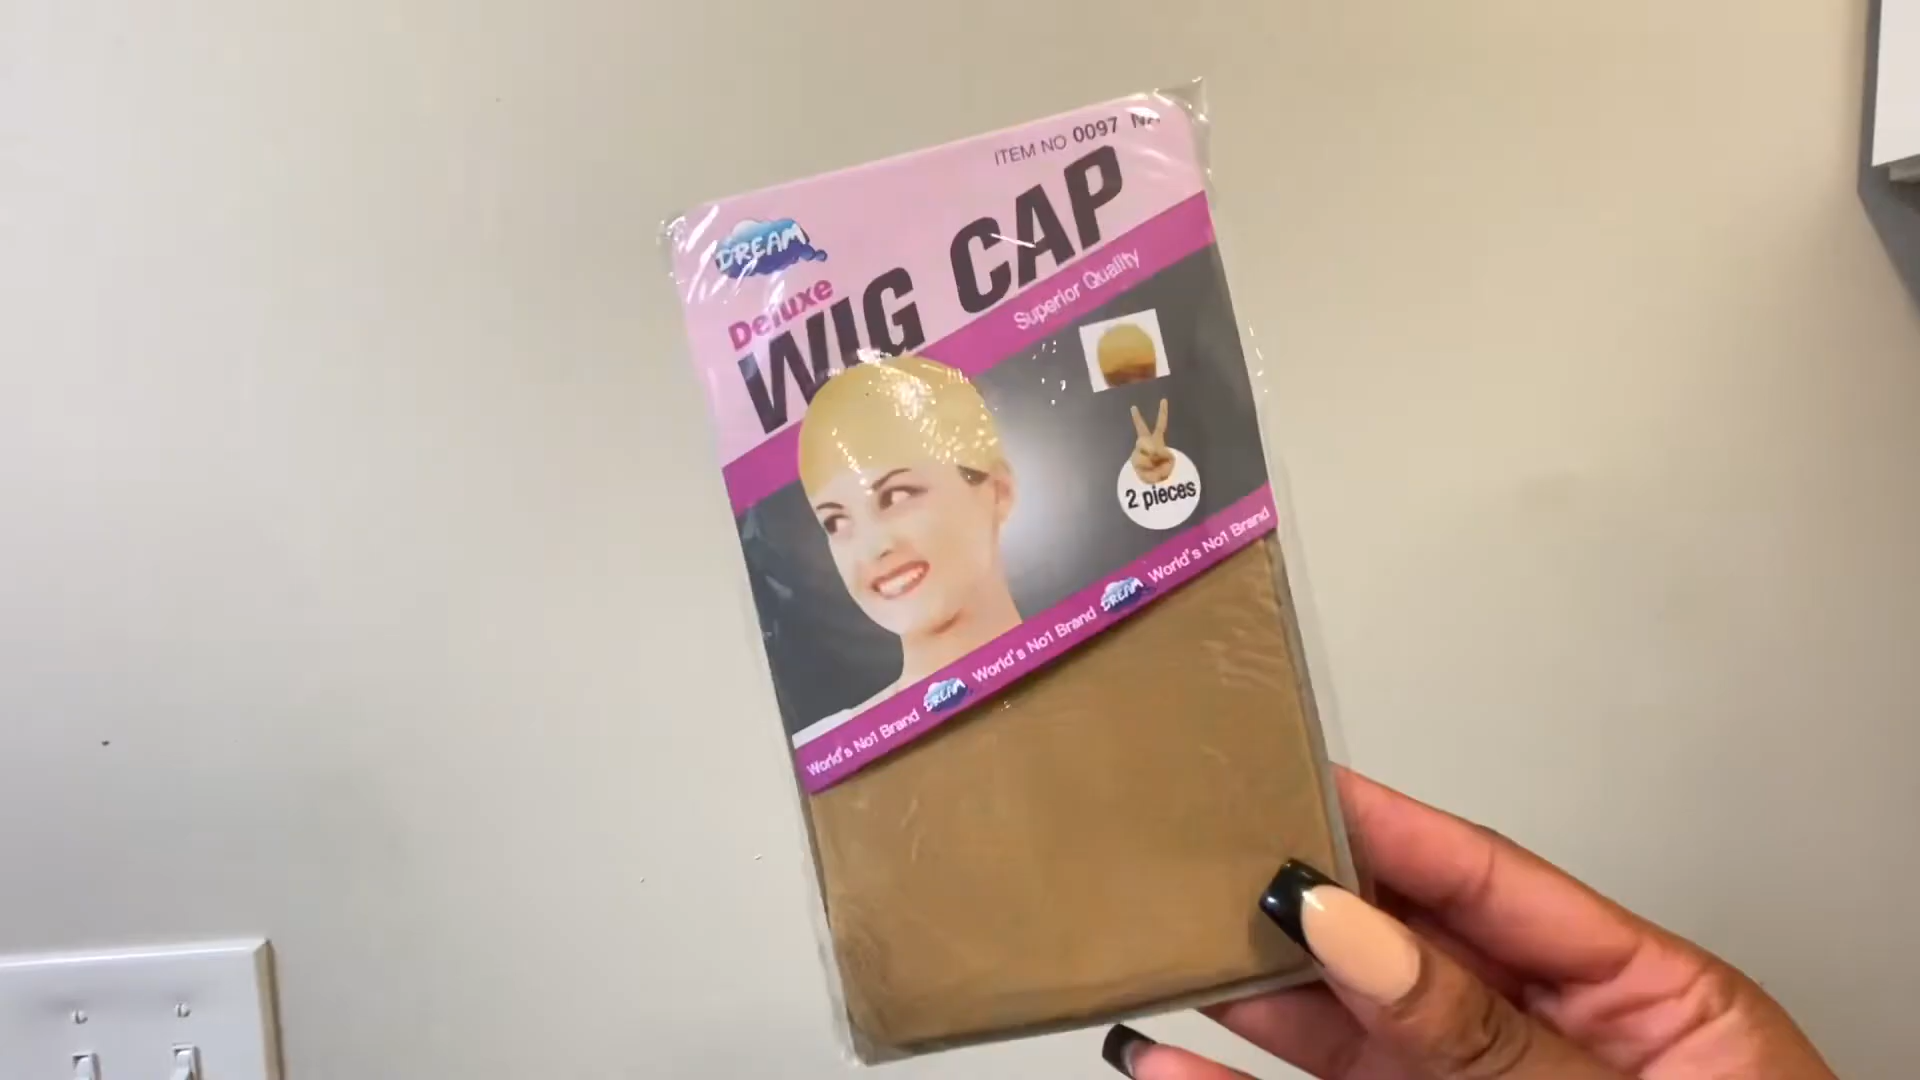 ITEM NO 0097
DREAM
Deluxe
WIG CAP
Superior Quality
2 pieces
World's No1 Brand DREAM World's No1 Brand DREAM World's No1 Brand